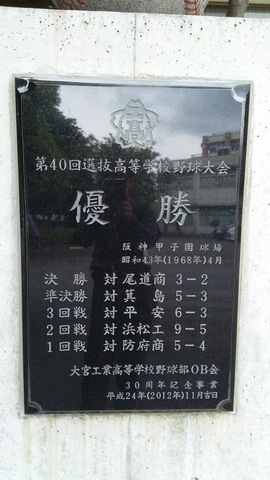 第40回選抜高等学校野球大会
優勝
阪神甲子園球場
昭和43年(1968年)4月
決勝 対尾道商 3-2
準決勝 対箕島 5-3
3回戦 対平安 6-3
2回戦 対浜松工 9-5
1回戦 対防府商 5-4
大宮工業高等学校野球部OB会
30周年記念事業
平成24年(2012年)11月吉日